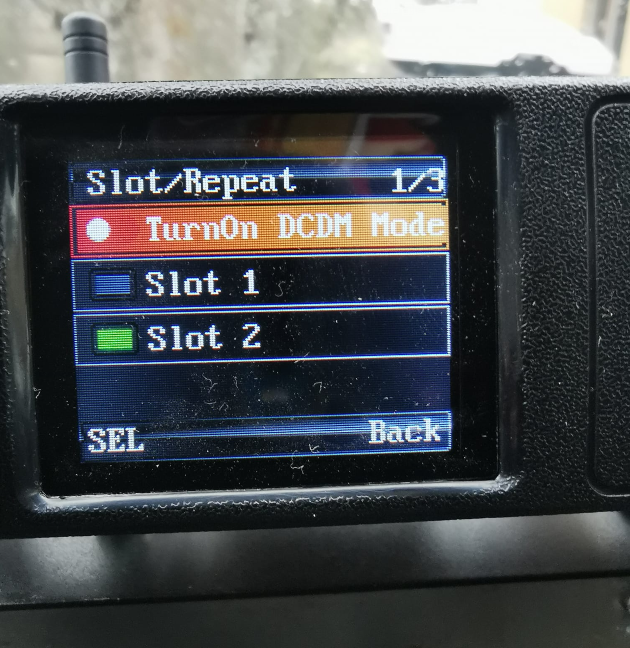 Slot/Repeat 1/3
TurnOn DCDM Mode
Slot 1
Slot 2
SEL Back